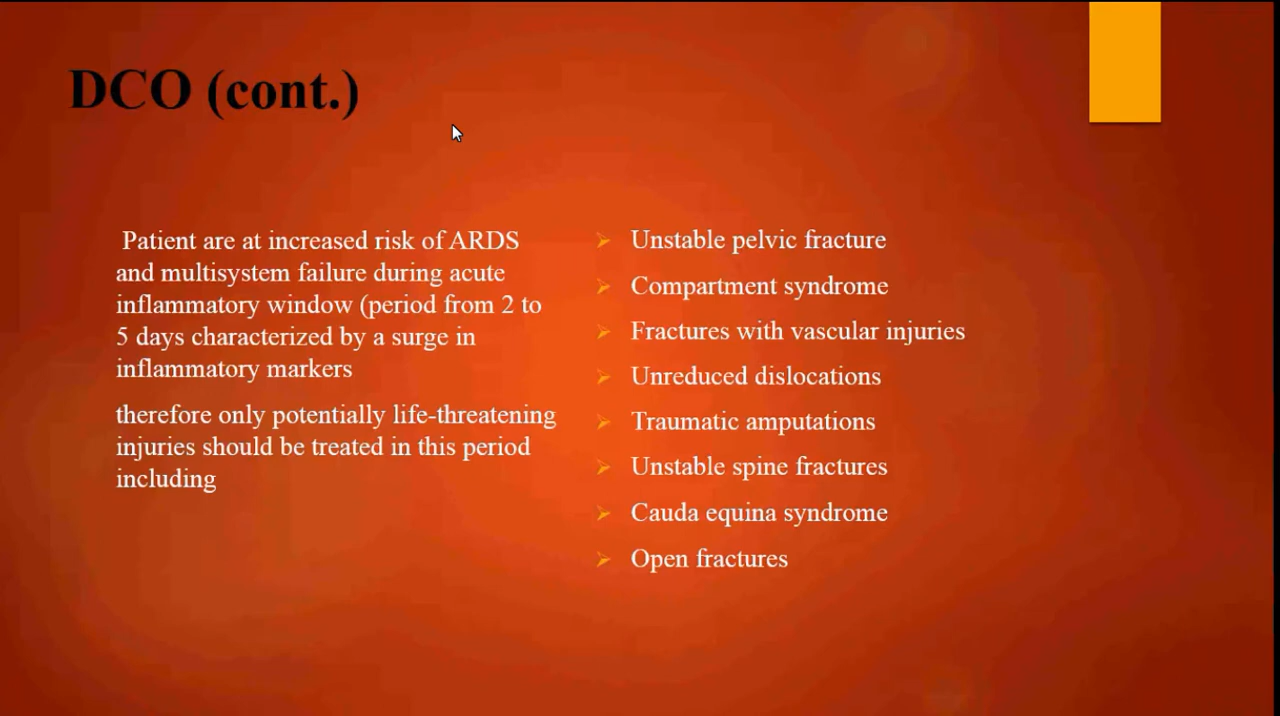 DCO (cont.)
Patient are at increased risk of ARDS
and multisystem failure during acute
inflammatory window (period from 2 to
5 days characterized by a surge in
inflammatory markers
therefore only potentially life-threatening
injuries should be treated in this period
including
Unstable pelvic fracture
Compartment syndrome
Fractures with vascular injuries
Unreduced dislocations
Traumatic amputations
Unstable spine fractures
Cauda equina syndrome
Open fractures